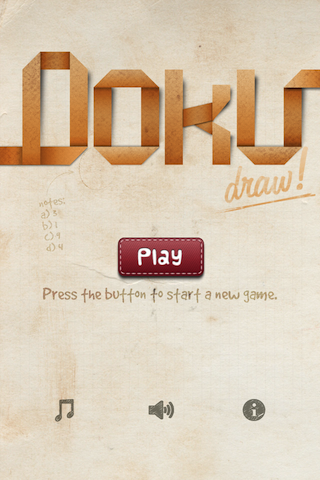 DOKU
draw!
notes:
a) 3!
b) 1
c) 9
d) 4
Play
Press the button to start a new game.
i